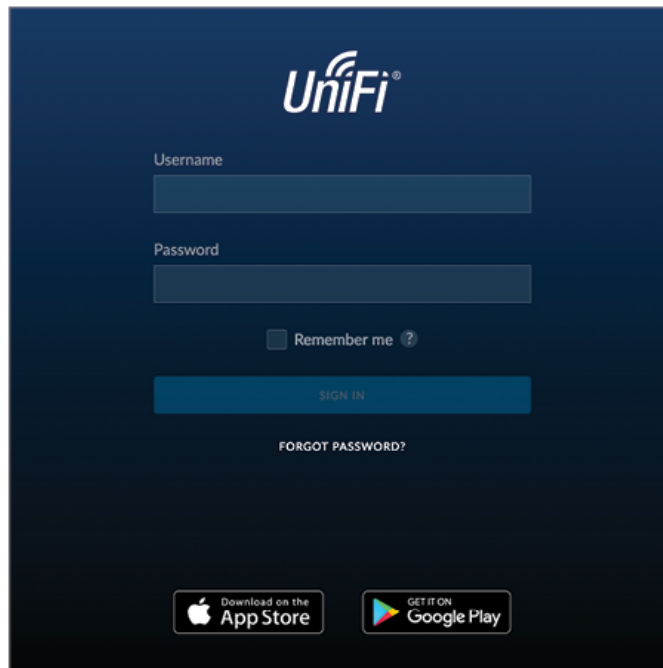 UniFi®
Username
Password
Remember me ?
SIGN IN
FORGOT PASSWORD?
Download on the
App Store
GET IT ON
Google Play